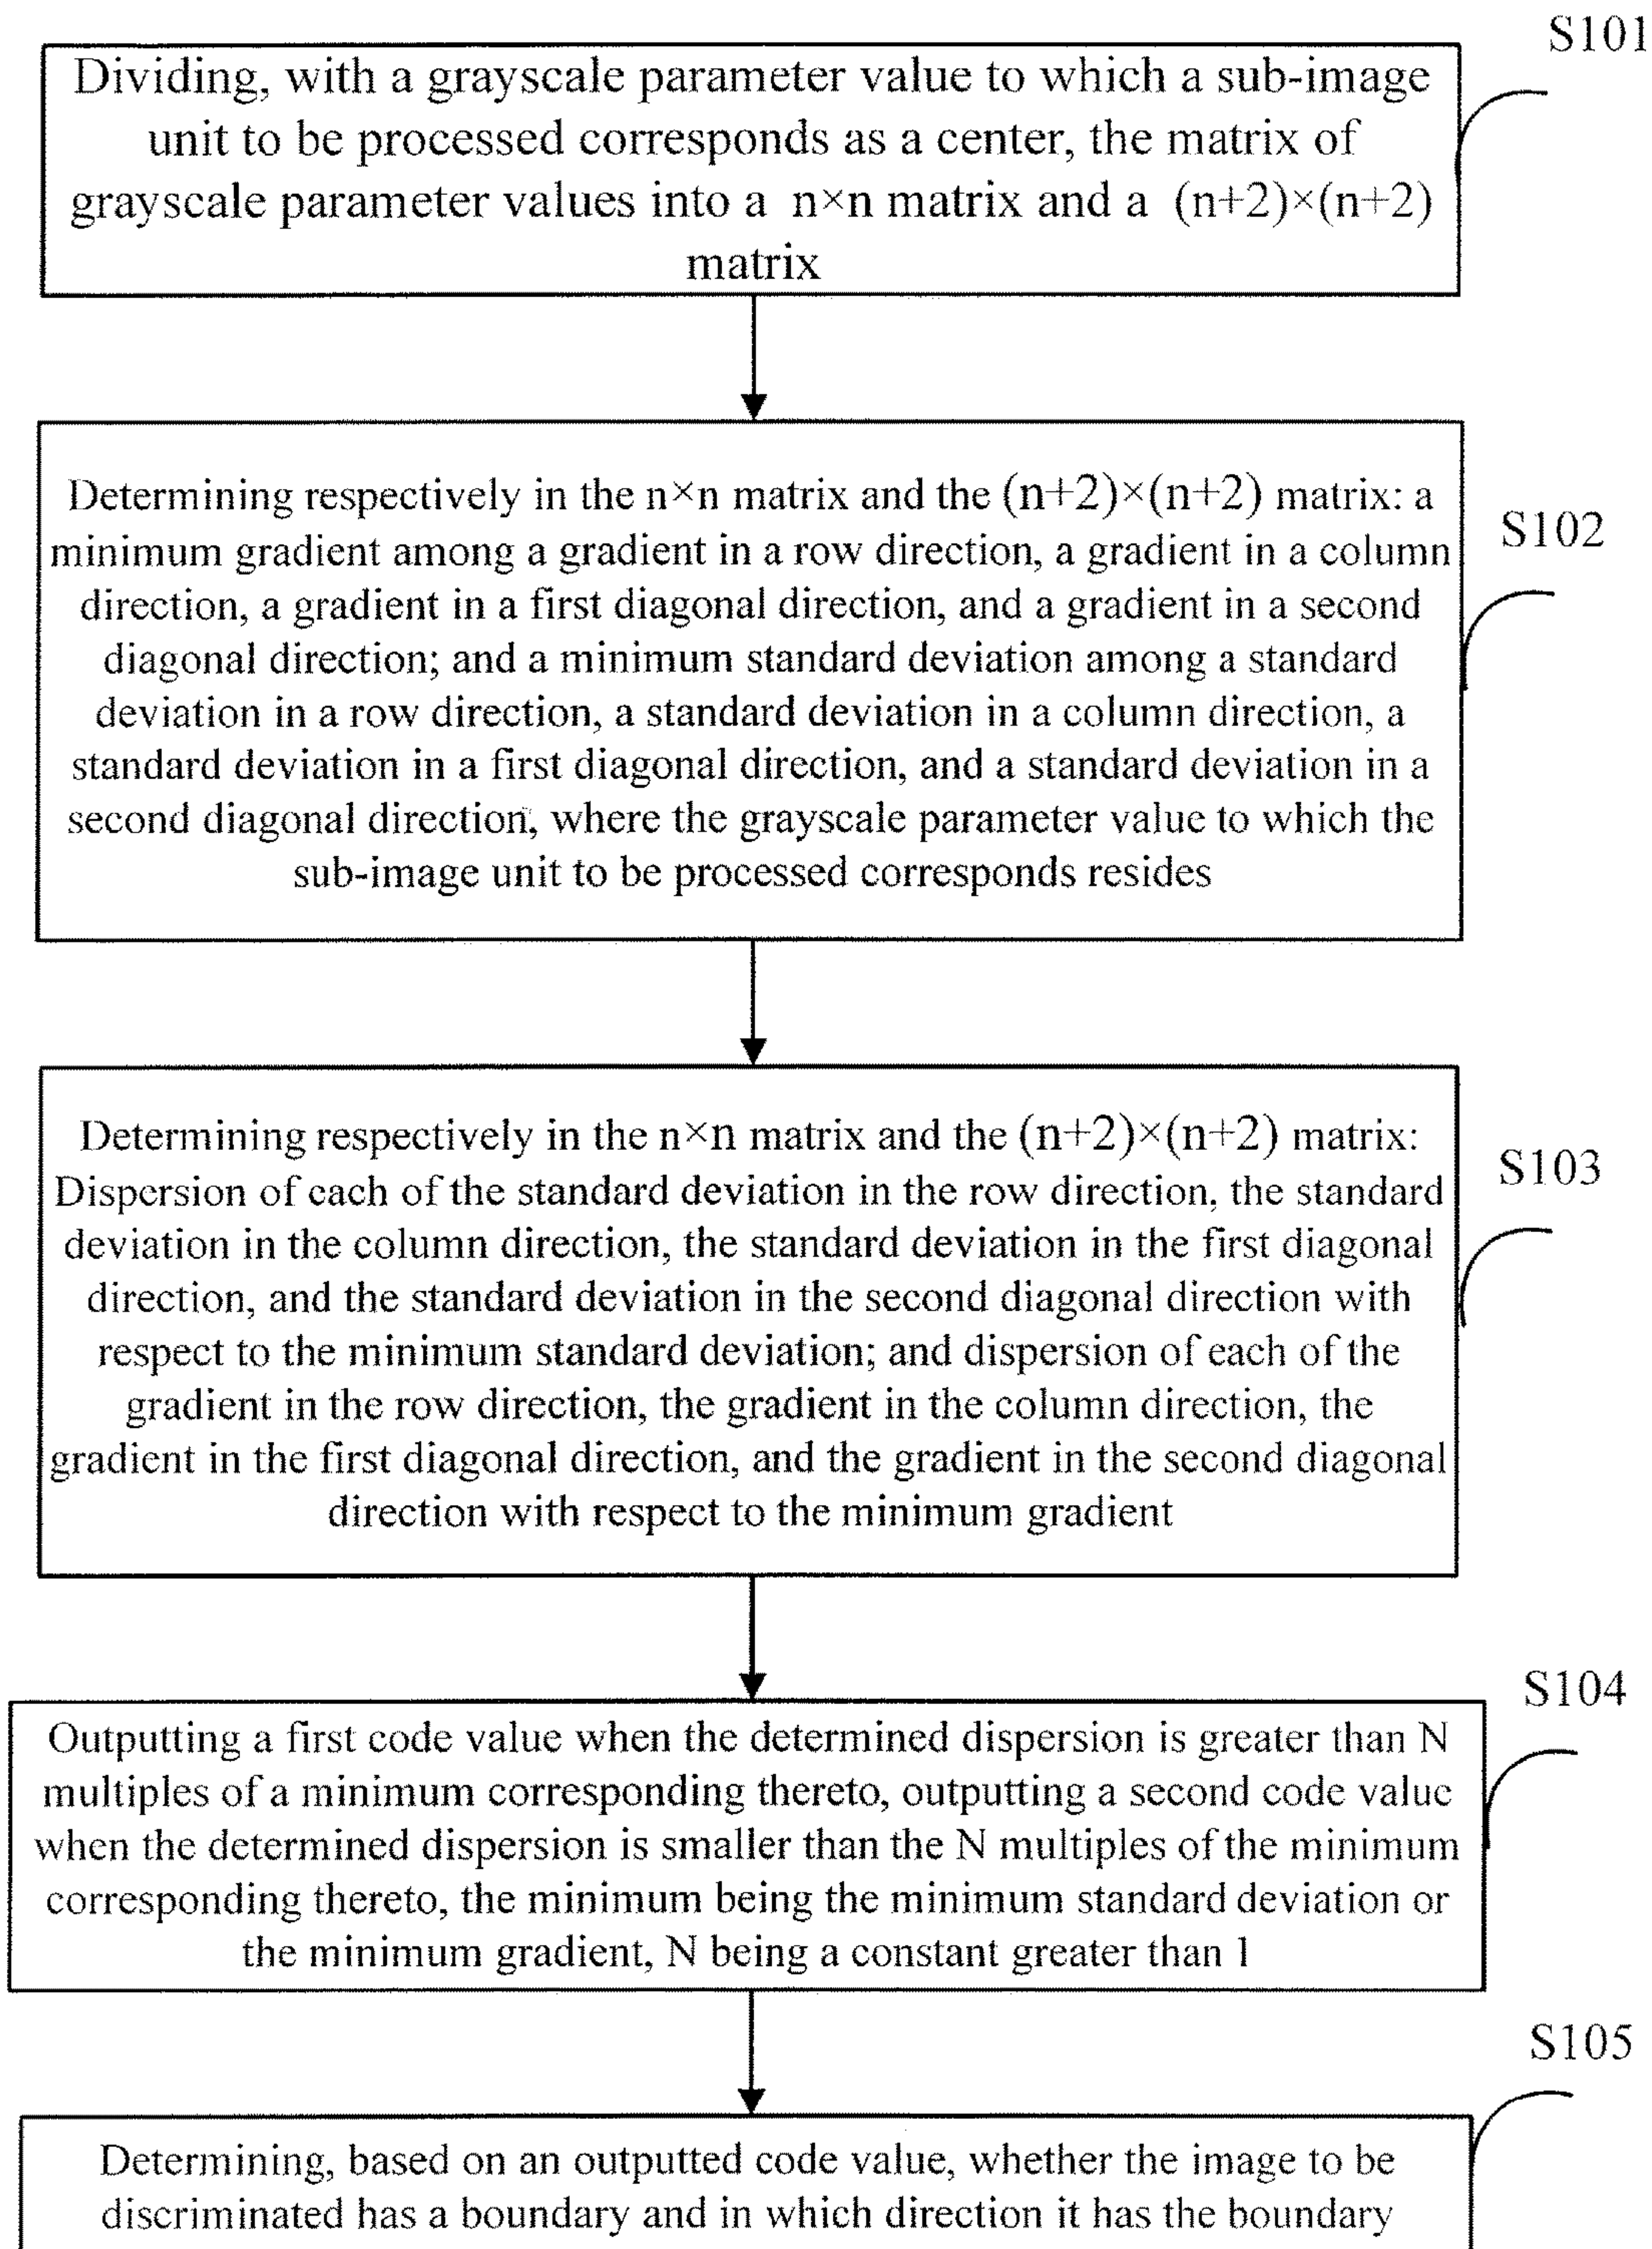 S101
Dividing, with a grayscale parameter value to which a sub-image
unit to be processed corresponds as a center, the matrix of
grayscale parameter values into a n×n matrix and a (n+2)×(n+2)
matrix
S102
Determining respectively in the n×n matrix and the (n+2)×(n+2) matrix: a
minimum gradient among a gradient in a row direction, a gradient in a column
direction, a gradient in a first diagonal direction, and a gradient in a second
diagonal direction; and a minimum standard deviation among a standard
deviation in a row direction, a standard deviation in a column direction, a
standard deviation in a first diagonal direction, and a standard deviation in a
second diagonal direction, where the grayscale parameter value to which the
sub-image unit to be processed corresponds resides
S103
Determining respectively in the n×n matrix and the (n+2)×(n+2) matrix:
Dispersion of each of the standard deviation in the row direction, the standard
deviation in the column direction, the standard deviation in the first diagonal
direction, and the standard deviation in the second diagonal direction with
respect to the minimum standard deviation; and dispersion of each of the
gradient in the row direction, the gradient in the column direction, the
gradient in the first diagonal direction, and the gradient in the second diagonal
direction with respect to the minimum gradient
S104
Outputting a first code value when the determined dispersion is greater than N
multiples of a minimum corresponding thereto, outputting a second code value
when the determined dispersion is smaller than the N multiples of the minimum
corresponding thereto, the minimum being the minimum standard deviation or
the minimum gradient, N being a constant greater than 1
S105
Determining, based on an outputted code value, whether the image to be
discriminated has a boundary and in which direction it has the boundary